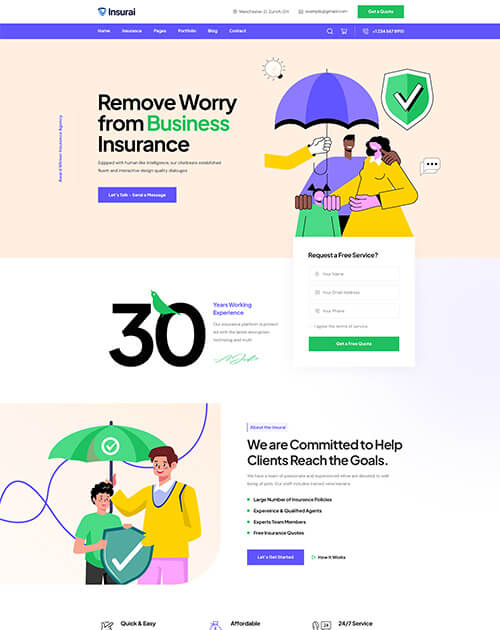 Insurai
Manchester 21, Zurich, CH
example@gmail.com
Get a Quote
Home Insurance Pages Portfolio Blog Contact
+1 234 567 8910
Award Winner Insurance Agency
Remove Worry
from Business
Insurance
Eqipped with human like intelligence, our chatbeats established
fluent and interactive design quality dialogue
Let's Talk - Send a Message
Request a Free Service?
Your Name
Your Email Address
Your Phone
I agree the terms of service
Get a Free Quote
30
Years Working
Experience
Our insurance platform is protect
ed with the latest encryption
technolog and multi
About the Insurai
We are Committed to Help
Clients Reach the Goals.
We have a team of passionate and experienced who are devoted to well
being of pets. Our staff includes trained veterinarians
Large Number of Insurance Policies
Expereince & Qualified Agents
Experts Team Members
Free Insurance Quotes
Let's Get Started
How It Works
Quick & Easy
Affordable
24
24/7 Service